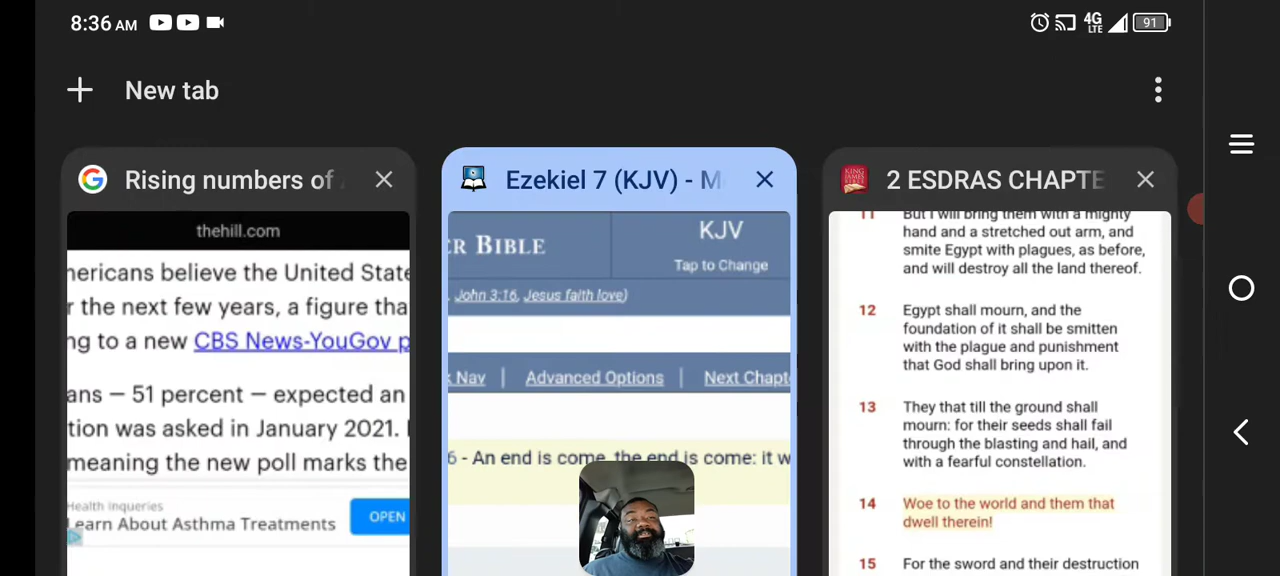 8:36 AM
4G
LTE
91
New tab
Rising numbers of
thehill.com
mericans believe the United State
r the next few years, a figure tha
ng to a new CBS News-YouGov p
ans — 51 percent — expected an
tion was asked in January 2021.
meaning the new poll marks the
Health Inqueries
Learn About Asthma Treatments
OPEN
Ezekiel 7 (KJV) - M
ER BIBLE
KJV
Tap to Change
John 3:16, Jesus faith love)
k Nav | Advanced Options | Next Chapt
6 - An end is come, the end is come: it w
2 ESDRAS CHAPTE
11 But I will bring them with a mighty
hand and a stretched out arm, and
smite Egypt with plagues, as before,
and will destroy all the land thereof.
12 Egypt shall mourn, and the
foundation of it shall be smitten
with the plague and punishment
that God shall bring upon it.
13 They that till the ground shall
mourn: for their seeds shall fail
through the blasting and hail, and
with a fearful constellation.
14 Woe to the world and them that
dwell therein!
15 For the sword and their destruction